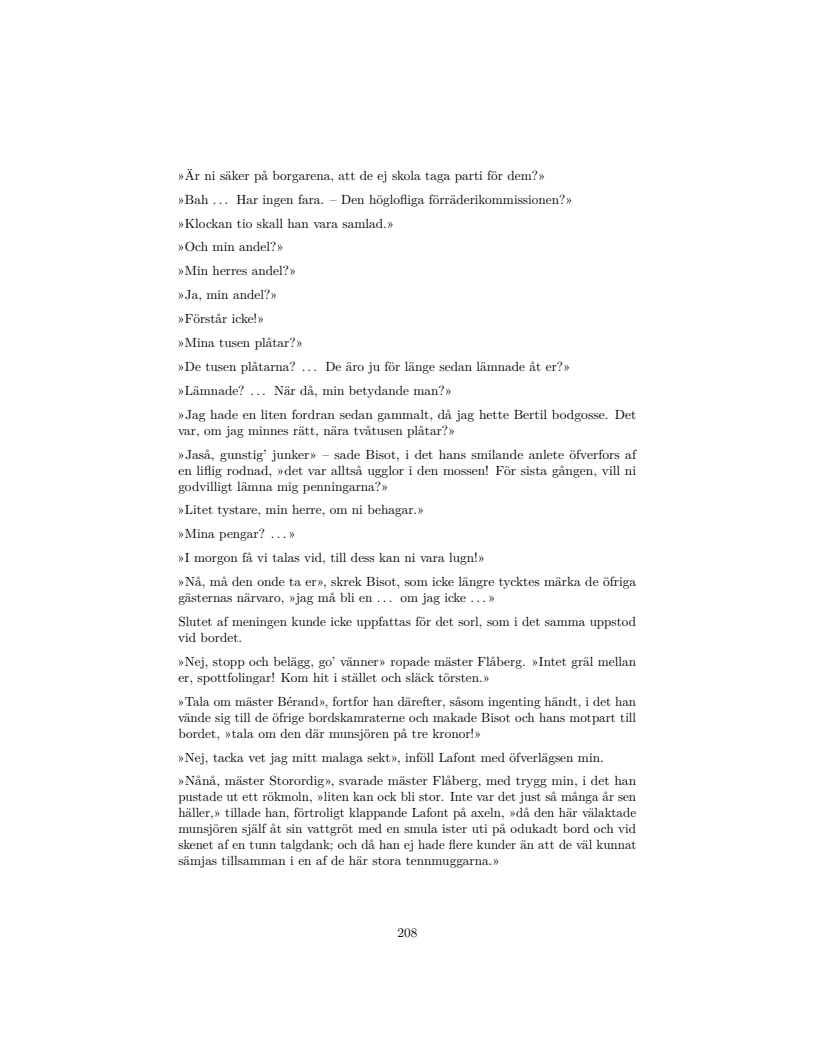 »Är ni säker på borgarena, att de ej skola taga parti för dem?»
»Bah ... Har ingen fara. – Den höglofliga förräderikommissionen?»
»Klockan tio skall han vara samlad.»
»Och min andel?»
»Min herres andel?»
»Ja, min andel?»
»Förstår icke!»
»Mina tusen plåtar?»
»De tusen plåtarna? ... De äro ju för länge sedan lämnade åt er?»
»Lämnade? ... När då, min betydande man?»
»Jag hade en liten fordran sedan gammalt, då jag hette Bertil bodgosse. Det
var, om jag minnes rätt, nära tvåtusen plåtar?»
»Jaså, gunstig' junker» – sade Bisot, i det hans smilande anlete öfverfors af
en liflig rodnad, »det var alltså ugglor i den mossen! För sista gången, vill ni
godvilligt lämna mig penningarna?»
»Litet tystare, min herre, om ni behagar.»
»Mina pengar? ...»
»I morgon få vi talas vid, till dess kan ni vara lugn!»
»Nå, må den onde ta er», skrek Bisot, som icke längre tycktes märka de öfriga
gästernas närvaro, »jag må bli en ... om jag icke ...»
Slutet af meningen kunde icke uppfattas för det sorl, som i det samma uppstod
vid bordet.
»Nej, stopp och belägg, go' vänner» ropade mäster Flåberg. »Intet gräl mellan
er, spottfolingar! Kom hit i stället och släck törsten.»
»Tala om mäster Bérand», fortfor han därefter, såsom ingenting händt, i det han
vände sig till de öfrige bordskamraterne och makade Bisot och hans motpart till
bordet, »tala om den där munsjören på tre kronor!»
»Nej, tacka vet jag mitt malaga sekt», inföll Lafont med öfverlägsen min.
»Nånå, mäster Storordig», svarade mäster Flåberg, med trygg min, i det han
pustade ut ett rökmoln, »liten kan ock bli stor. Inte var det just så många år sen
häller,» tillade han, förtroligt klappande Lafont på axeln, »då den här välaktade
munsjören själf åt sin vattgröt med en smula ister uti på odukadt bord och vid
skenet af en tunn talgdank; och då han ej hade flere kunder än att de väl kunnat
sämjas tillsamman i en af de här stora tennmuggarna.»
208